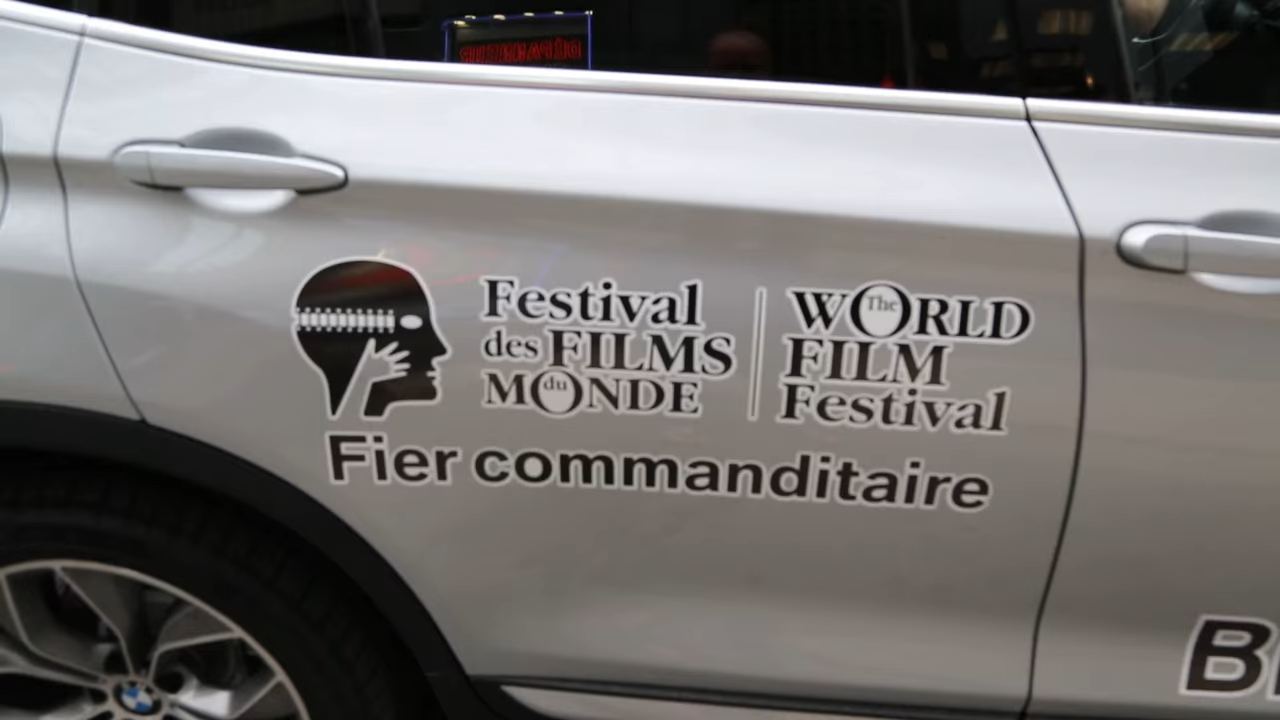 Festival
des FILMS
du MONDE
The WORLD
FILM
Festival
Fier commanditaire